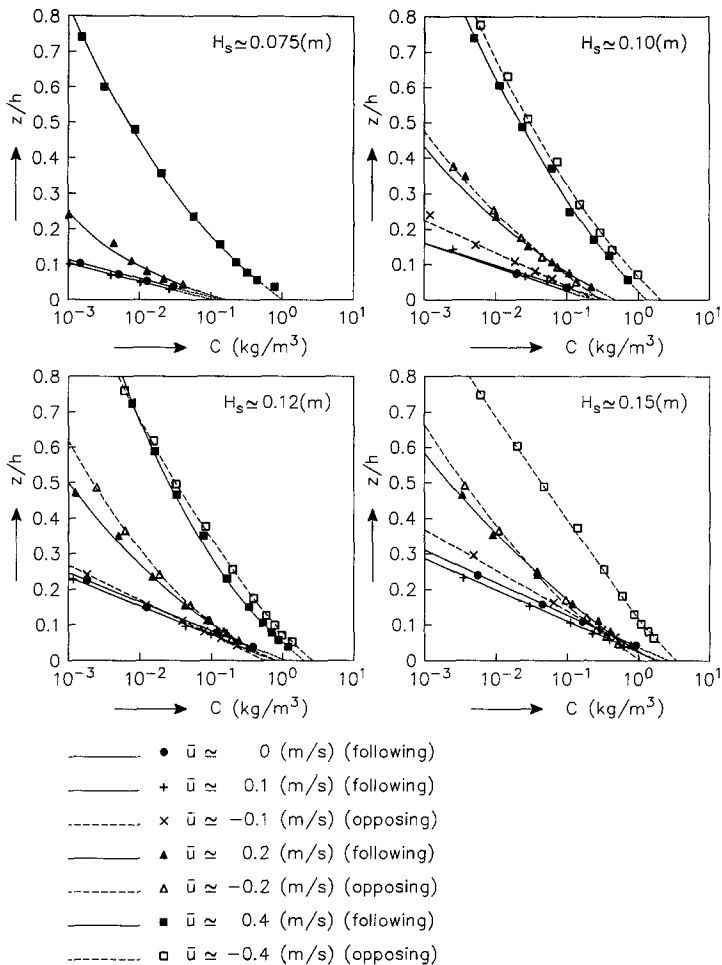 H_s≃0.075(m)
z/h
0.8
0.7
0.6
0.5
0.4
0.3
0.2
0.1
0
10^-3 10^-2 10^-1 10^0 10^1
C (kg/m^3)
H_s≃0.10(m)
z/h
0.8
0.7
0.6
0.5
0.4
0.3
0.2
0.1
0
10^-3 10^-2 10^-1 10^0 10^1
C (kg/m^3)
H_s≃0.12(m)
z/h
0.8
0.7
0.6
0.5
0.4
0.3
0.2
0.1
0
10^-3 10^-2 10^-1 10^0 10^1
C (kg/m^3)
H_s≃0.15(m)
z/h
0.8
0.7
0.6
0.5
0.4
0.3
0.2
0.1
0
10^-3 10^-2 10^-1 10^0 10^1
C (kg/m^3)
ū ≃ 0 (m/s) (following)
ū ≃ 0.1 (m/s) (following)
ū ≃ −0.1 (m/s) (opposing)
ū ≃ 0.2 (m/s) (following)
ū ≃ −0.2 (m/s) (opposing)
ū ≃ 0.4 (m/s) (following)
ū ≃ −0.4 (m/s) (opposing)